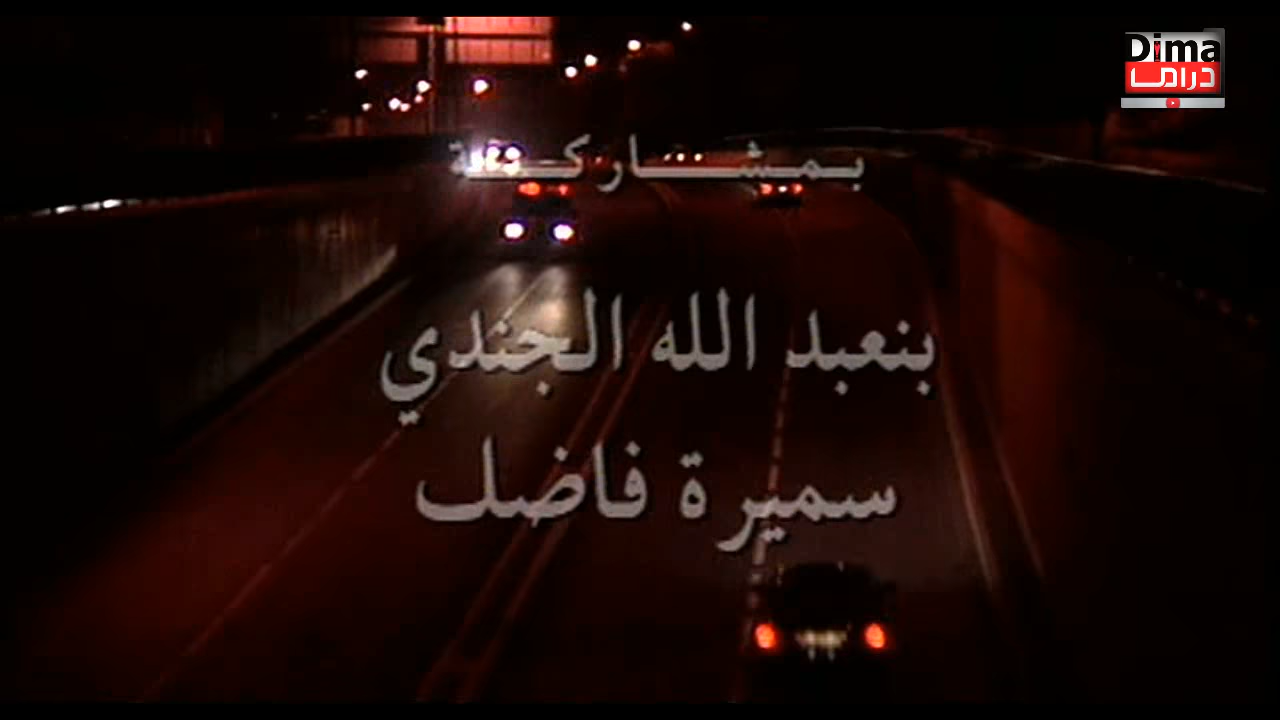 Dima
دراما
بمشاركة
بنعبد الله الجندي
سميرة فاضل